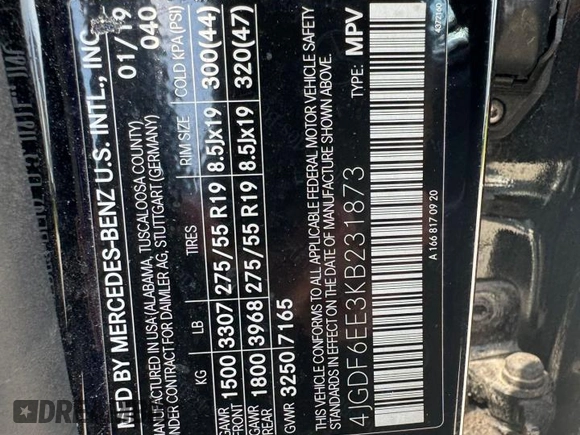 MFD BY MERCEDES-BENZ U.S. INTL., INC.
01/19
040
MANUFACTURED IN USA (ALABAMA, TUSCALOOSA COUNTY)
UNDER CONTRACT FOR DAIMLER AG, STUTTGART (GERMANY)
KG LB TIRES RIM SIZE COLD KPA (PSI)
GAWR FRONT 1500 3307 275/55 R19 8.5Jx19 300(44)
GAWR 1800 3968 275/55 R19 8.5Jx19 320(47)
GVWR 3250 7165
THIS VEHICLE CONFORMS TO ALL APPLICABLE FEDERAL MOTOR VEHICLE SAFETY
STANDARDS IN EFFECT ON THE DATE OF MANUFACTURE SHOWN ABOVE.
4JGDF6EE3KB231873 TYPE: MPV
A 166 817 09 20
4372160